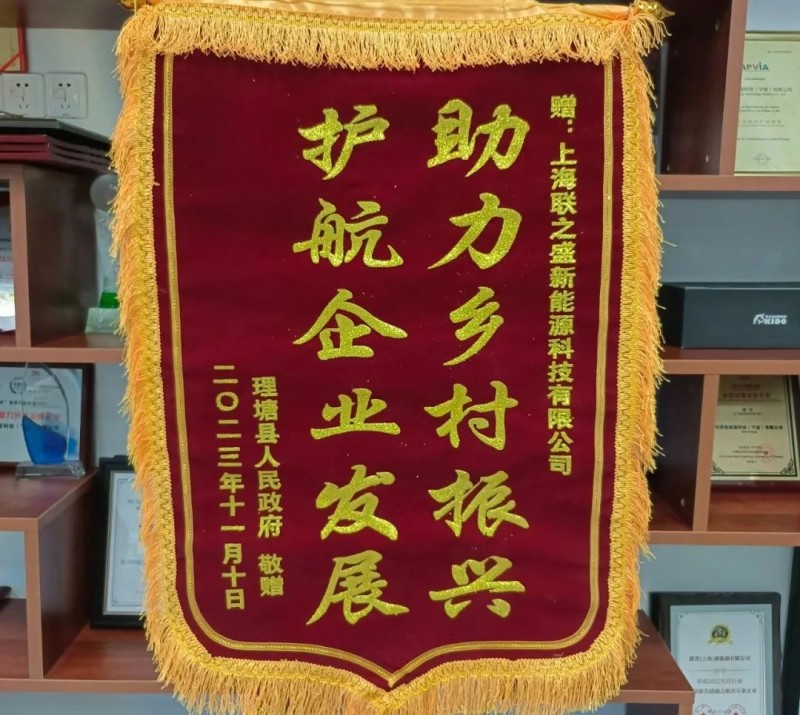 赠：上海联之盛新能源科技有限公司
助力乡村振兴
护航企业发展
理塘县人民政府 敬赠
二〇二三年十一月十日
APVIA
KIDO